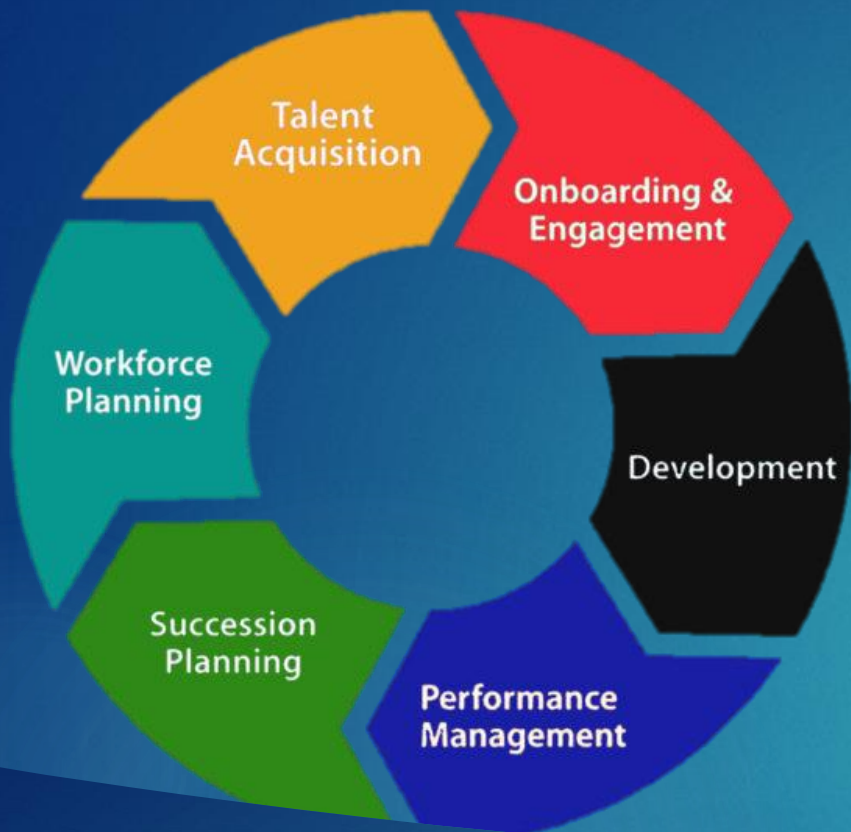 Talent
Acquisition
Onboarding &
Engagement
Development
Performance
Management
Succession
Planning
Workforce
Planning